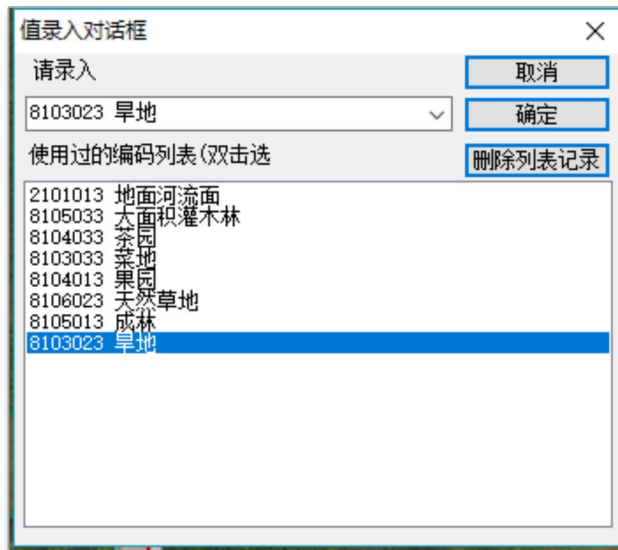 值录入对话框
请录入
取消
8103023 旱地
确定
使用过的编码列表(双击选
删除列表记录
2101013 地面河流面
8105033 大面积灌木林
8104033 茶园
8103033 菜地
8104013 果园
8106023 天然草地
8105013 成林
8103023 旱地